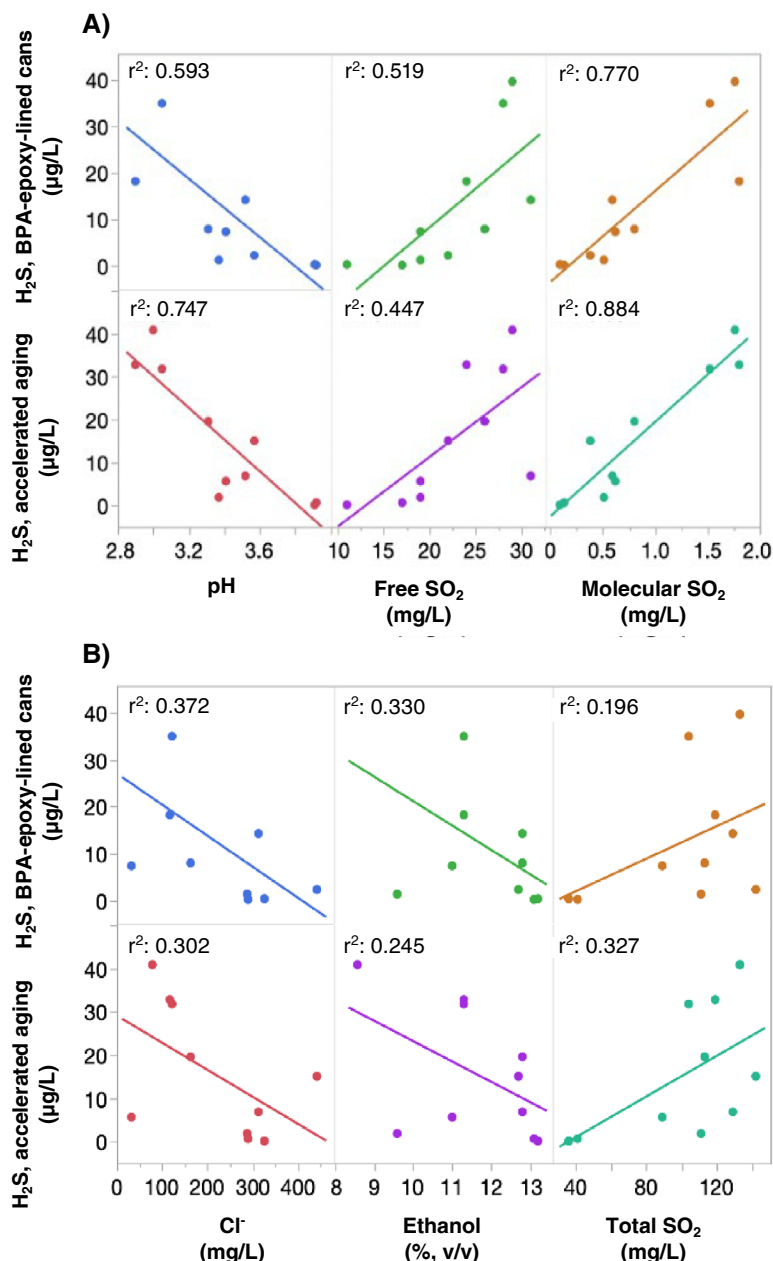 A)
r²: 0.593
r²: 0.519
r²: 0.770
H₂S, BPA-epoxy-lined cans
(µg/L)
40
30
20
10
0
r²: 0.747
r²: 0.447
r²: 0.884
H₂S, accelerated aging
(µg/L)
40
30
20
10
0
2.8 3.2 3.6 10 15 20 25 30 0 0.5 1.0 1.5 2.0
pH
Free SO₂
(mg/L)
Molecular SO₂
(mg/L)
B)
r²: 0.372
r²: 0.330
r²: 0.196
H₂S, BPA-epoxy-lined cans
(µg/L)
40
30
20
10
0
r²: 0.302
r²: 0.245
r²: 0.327
H₂S, accelerated aging
(µg/L)
40
30
20
10
0
0 100 200 300 400 8 9 10 11 12 13 40 80 120
Cl⁻
(mg/L)
Ethanol
(%, v/v)
Total SO₂
(mg/L)